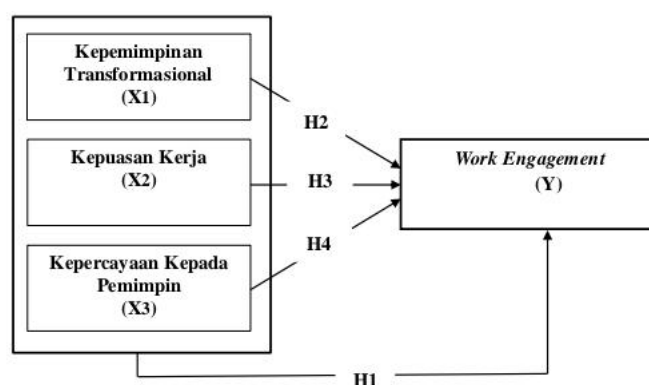 Kepemimpinan
Transformasional
(X1)
H2
Kepuasan Kerja
(X2)
H3
Work Engagement
(Y)
H4
Kepercayaan Kepada
Pemimpin
(X3)
H1